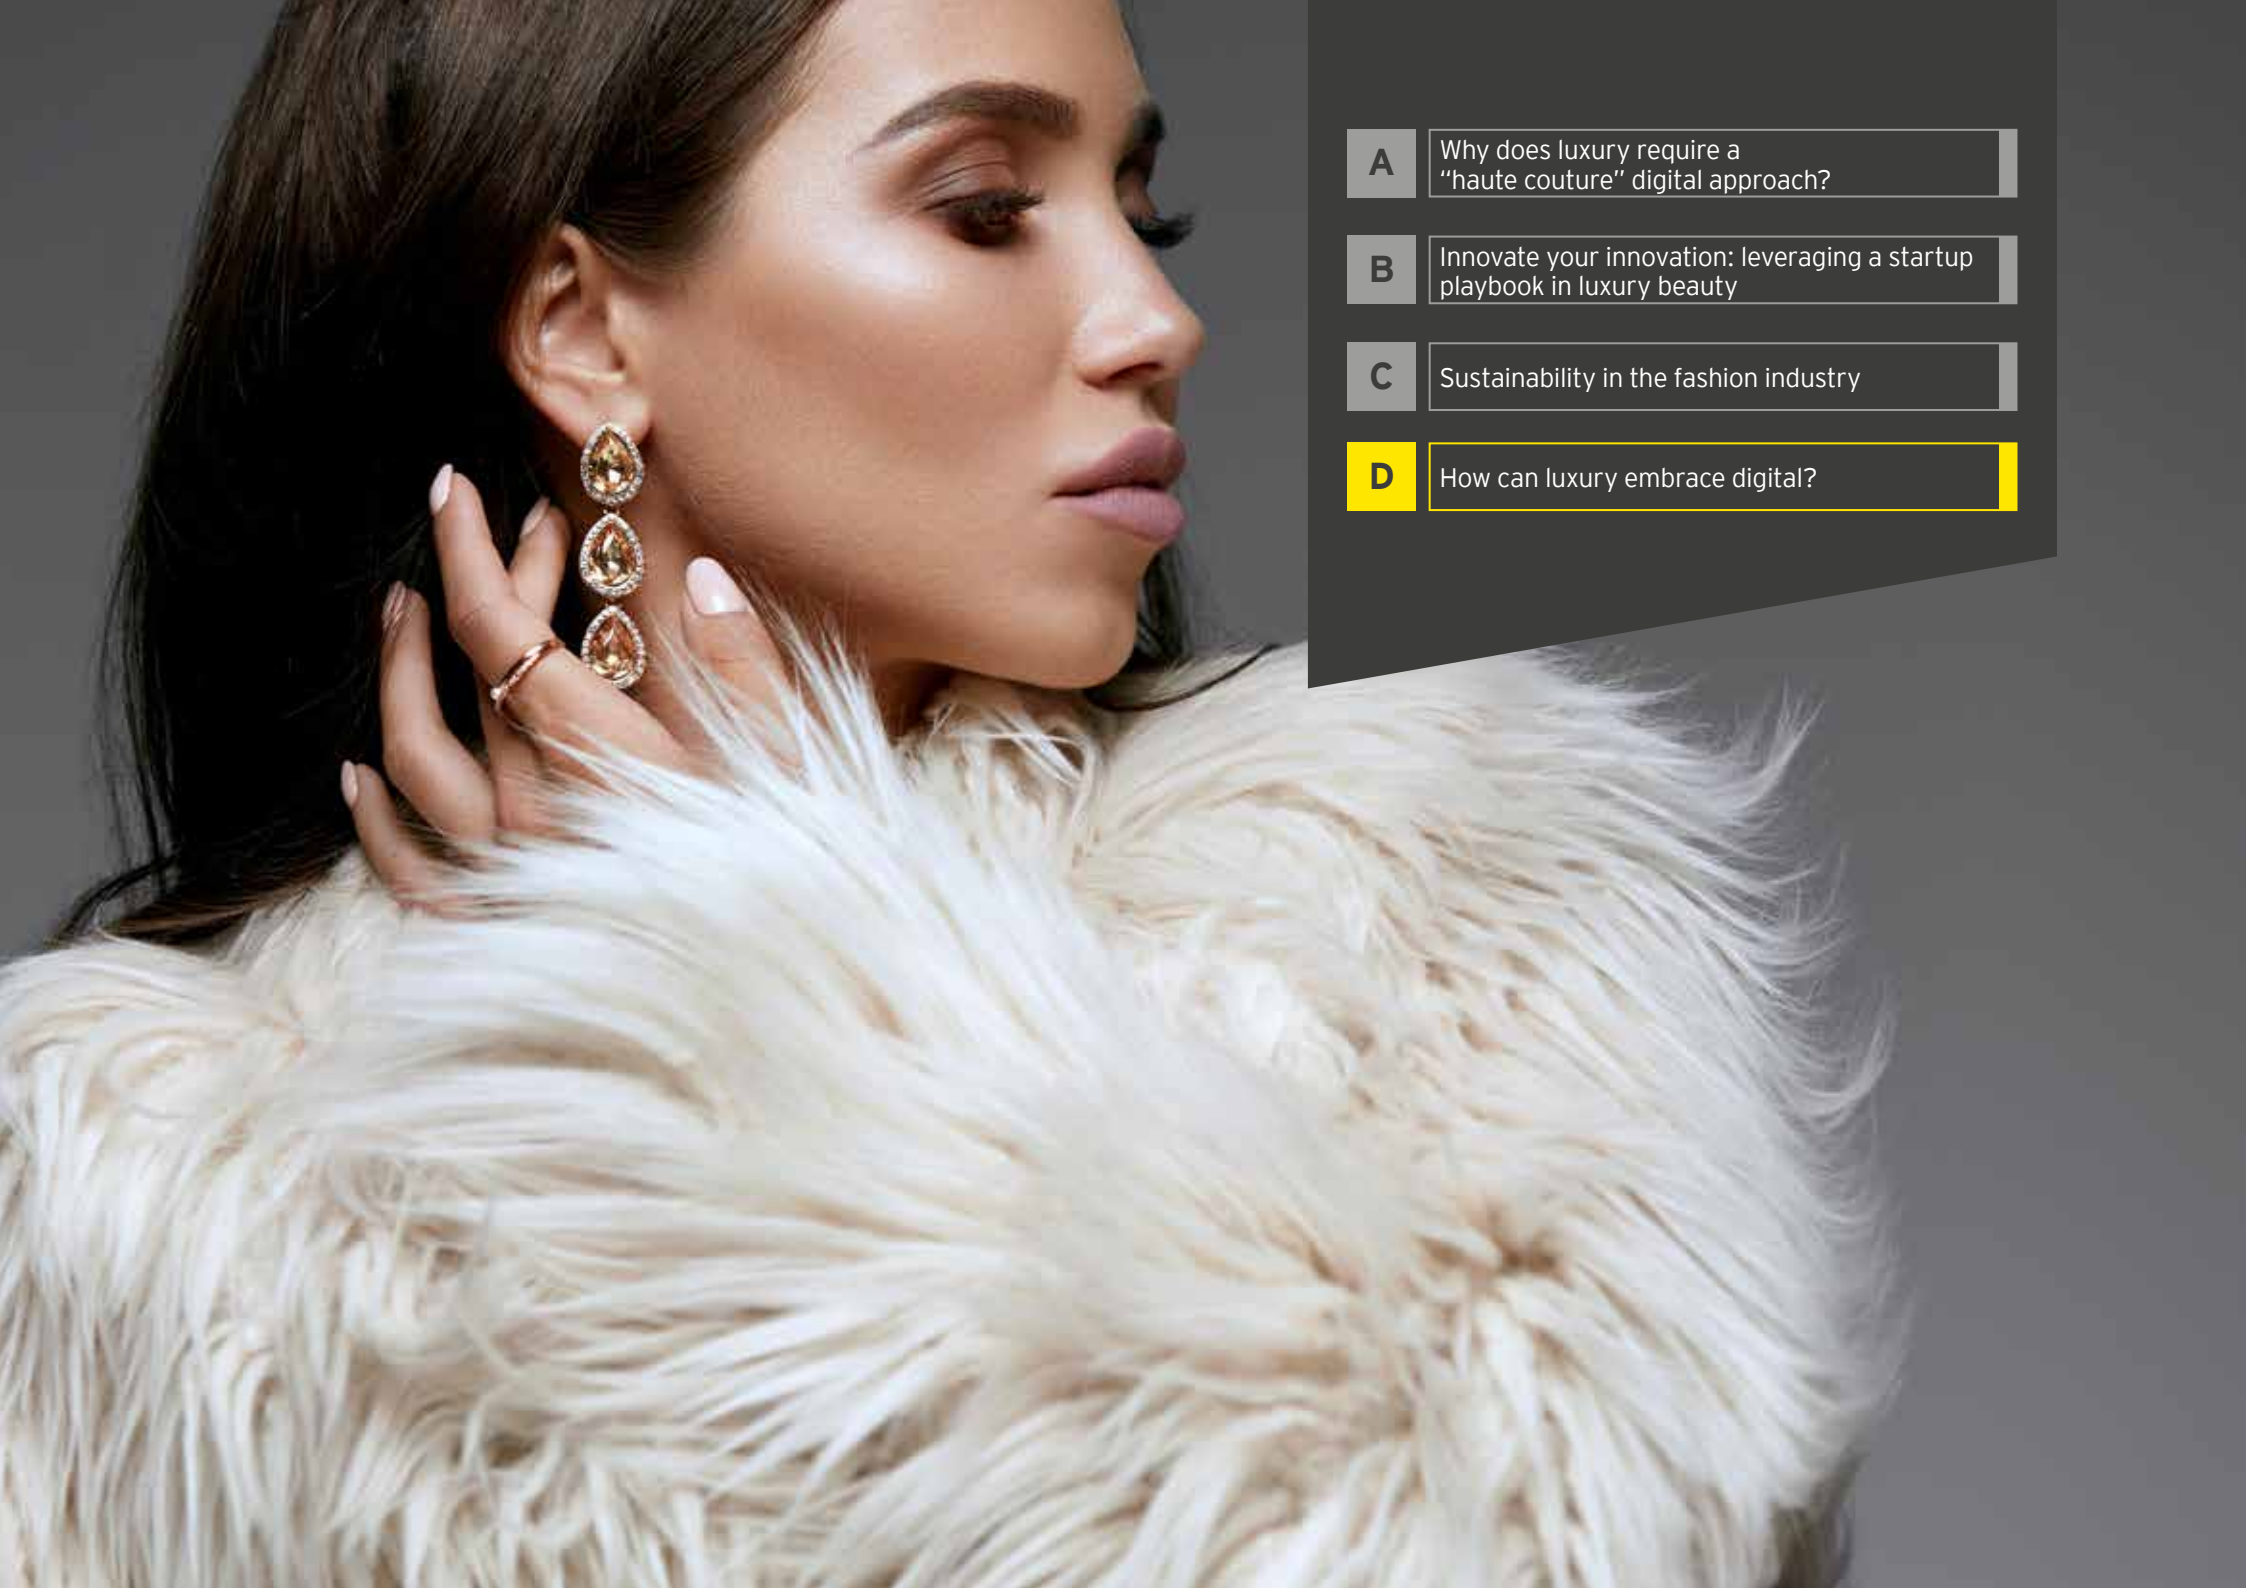 A
Why does luxury require a
“haute couture” digital approach?
B
Innovate your innovation: leveraging a startup
playbook in luxury beauty
C
Sustainability in the fashion industry
D
How can luxury embrace digital?